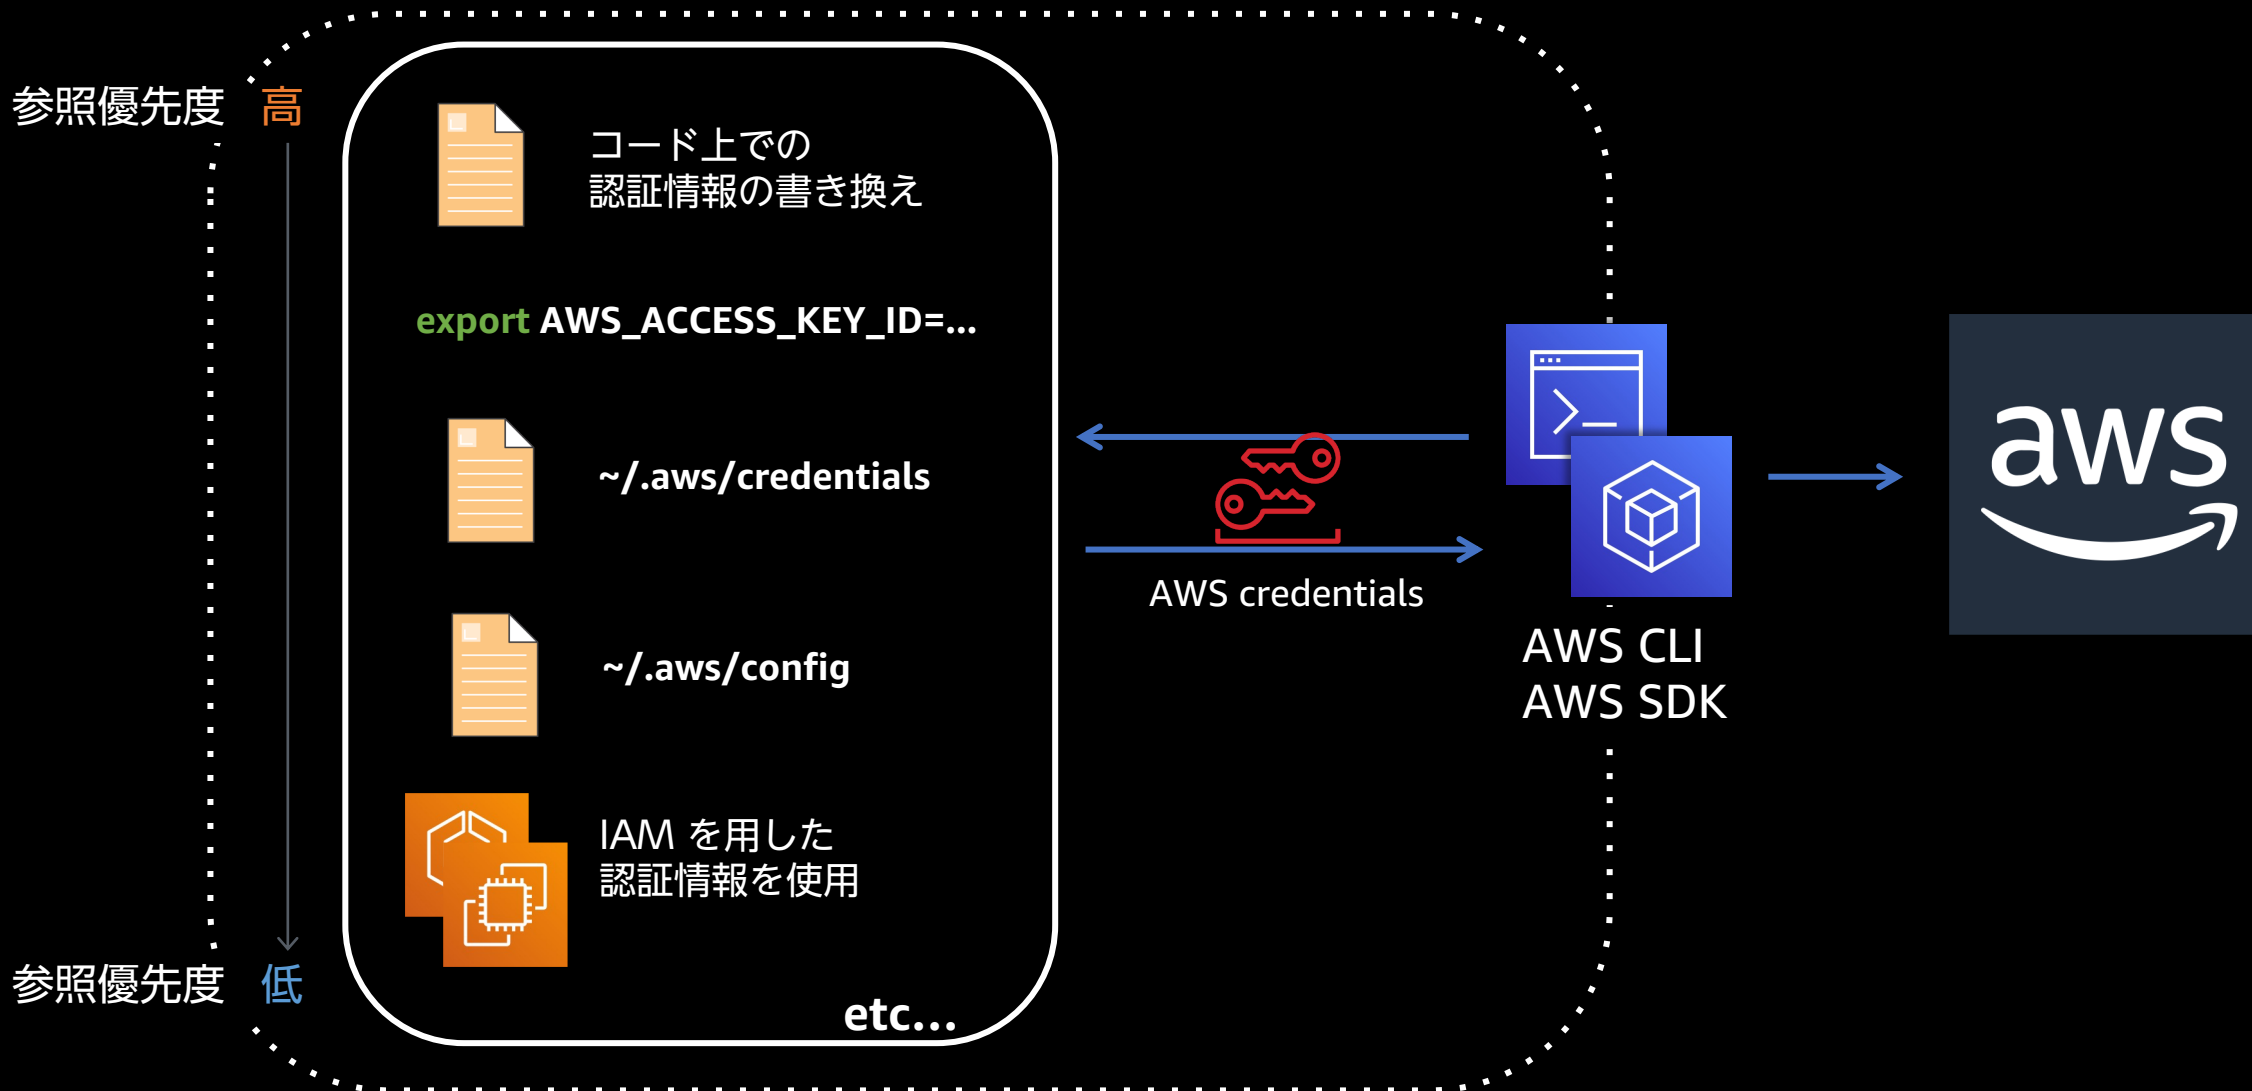 参照優先度 高
コード上での
認証情報の書き換え
export AWS_ACCESS_KEY_ID=...
~/.aws/credentials
~/.aws/config
IAM を用した
認証情報を使用
参照優先度 低
etc...
AWS credentials
AWS CLI
AWS SDK
aws